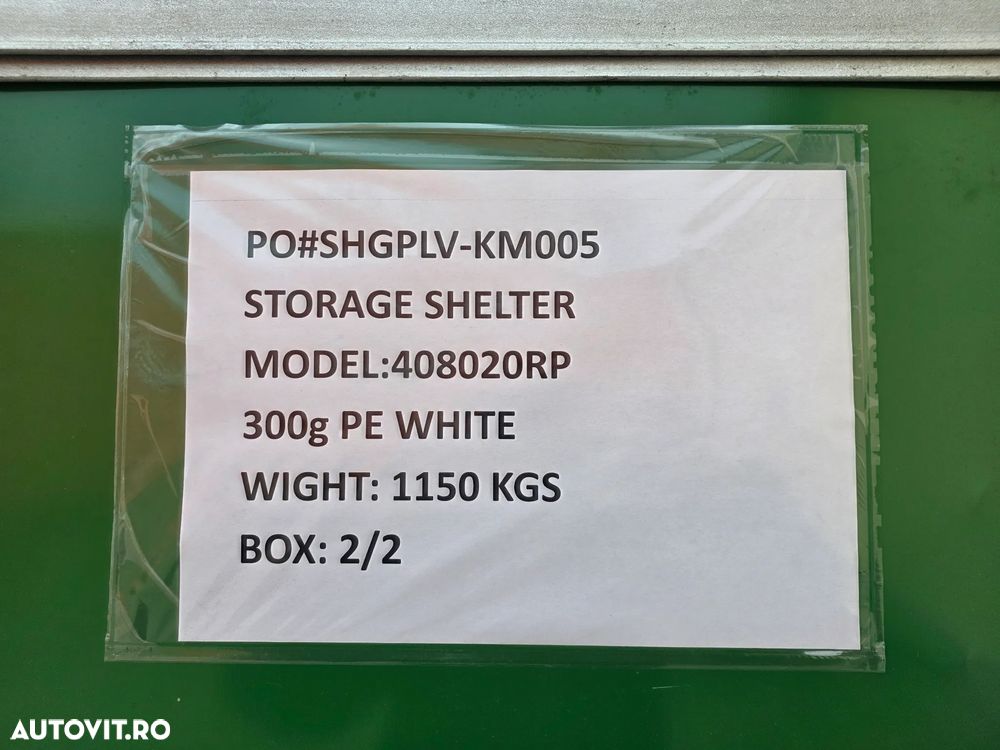 PO#SHGPLV-KM005
STORAGE SHELTER
MODEL:408020RP
300g PE WHITE
WIGHT: 1150 KGS
BOX: 2/2
AUTOVIT.RO